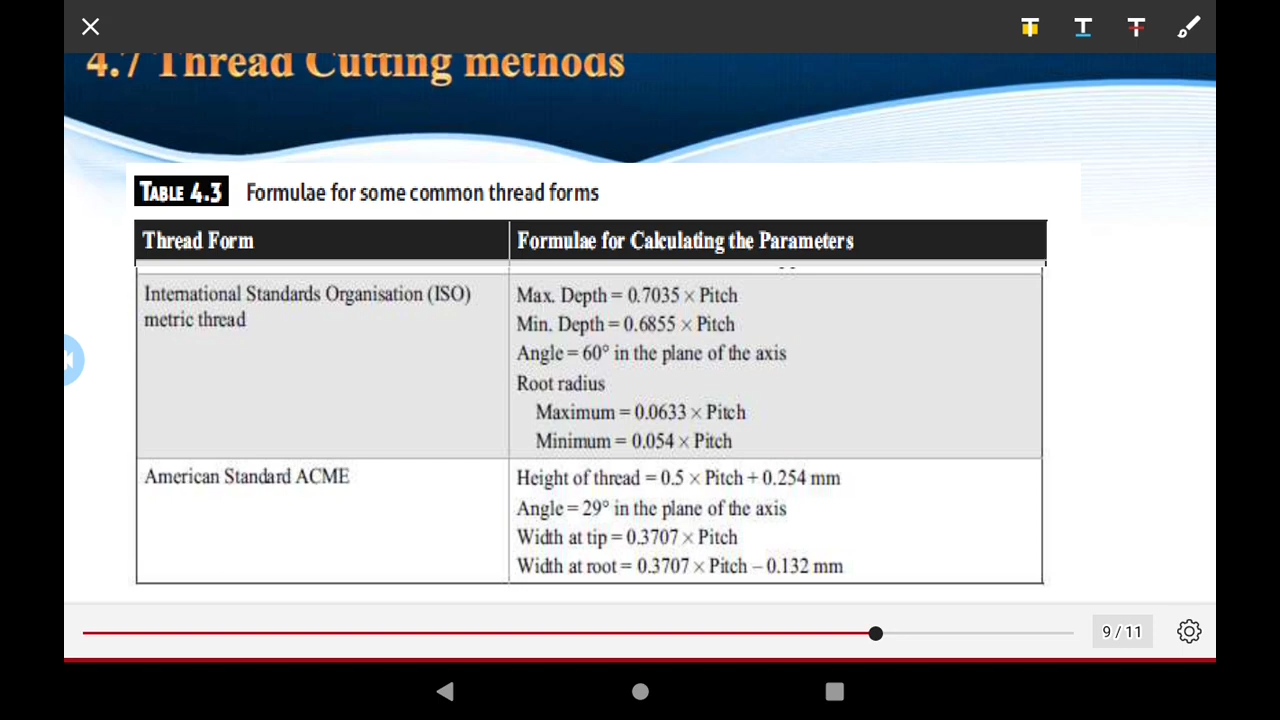 4.7 Thread Cutting methods
TABLE 4.3 Formulae for some common thread forms
Thread Form
Formulae for Calculating the Parameters
International Standards Organisation (ISO)
metric thread
Max. Depth = 0.7035 × Pitch
Min. Depth = 0.6855 × Pitch
Angle = 60° in the plane of the axis
Root radius
Maximum = 0.0633 × Pitch
Minimum = 0.054 × Pitch
American Standard ACME
Height of thread = 0.5 × Pitch + 0.254 mm
Angle = 29° in the plane of the axis
Width at tip = 0.3707 × Pitch
Width at root = 0.3707 × Pitch − 0.132 mm
9 / 11